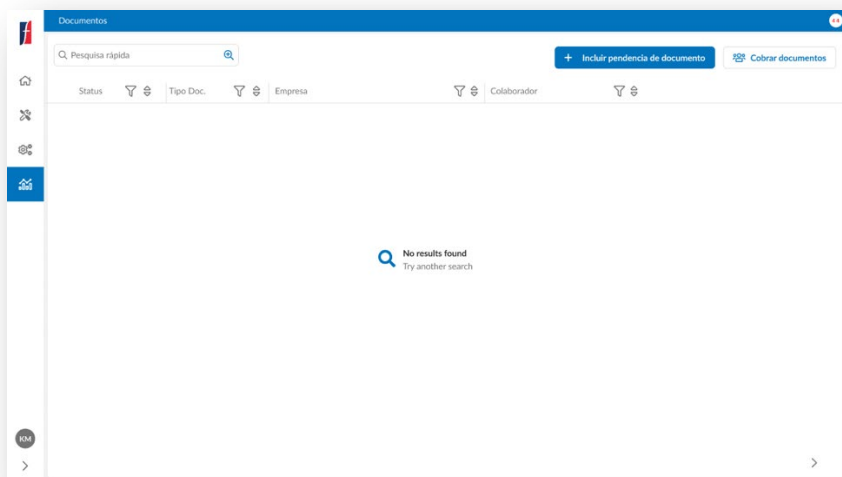 Documentos
Pesquisa rápida
+ Incluir pendencia de documento
Cobrar documentos
Status Tipo Doc. Empresa Colaborador
No results found
Try another search
KM